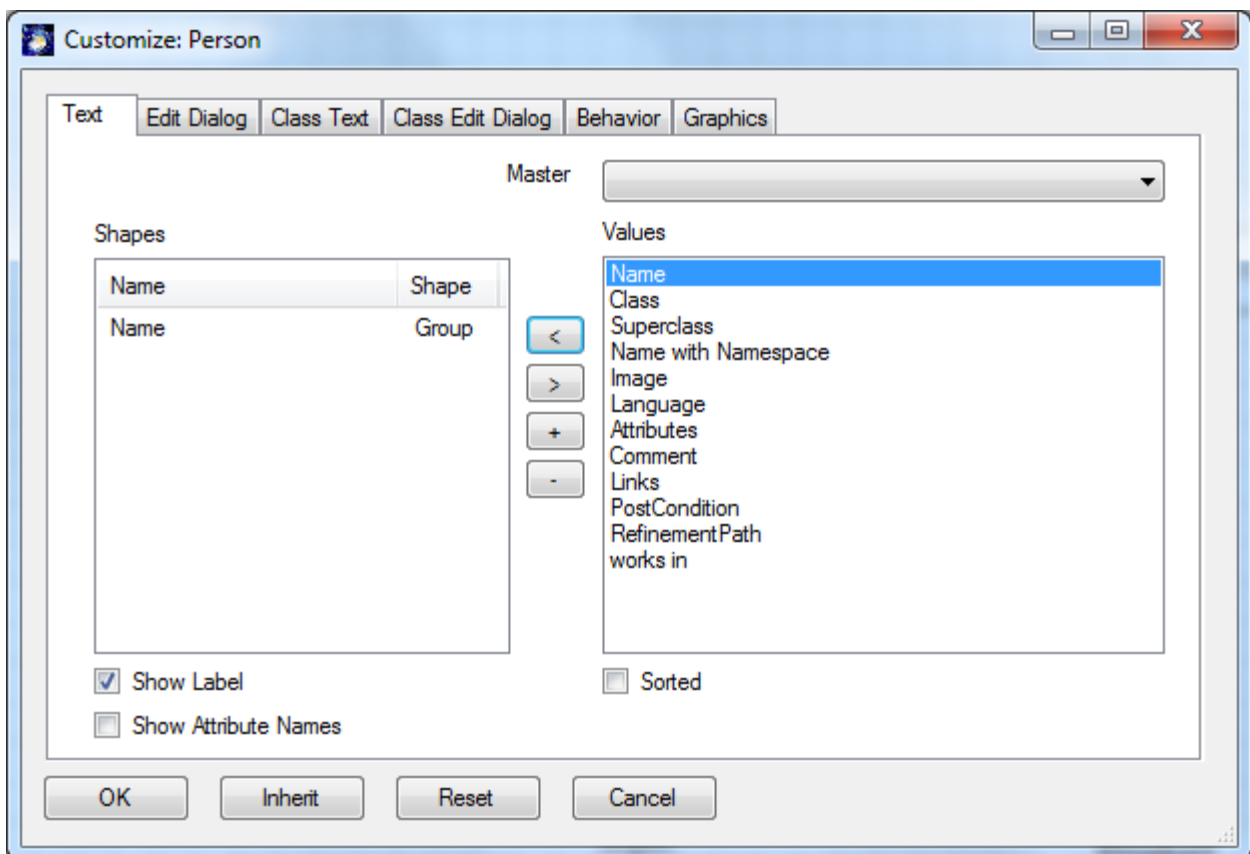 Customize: Person
Text Edit Dialog Class Text Class Edit Dialog Behavior Graphics
Master
Shapes
Values
Name Shape
Name Group
<
>
+
-
Name
Class
Superclass
Name with Namespace
Image
Language
Attributes
Comment
Links
PostCondition
RefinementPath
works in
Show Label
Sorted
Show Attribute Names
OK Inherit Reset Cancel